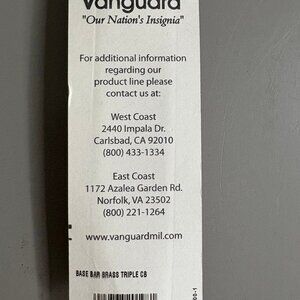 Vanguard
"Our Nation's Insignia"
For additional information
regarding our
product line please
contact us at:
West Coast
2440 Impala Dr.
Carlsbad, CA 92010
(800) 433-1334
East Coast
1172 Azalea Garden Rd.
Norfolk, VA 23502
(800) 221-1264
www.vanguardmil.com
BASE BAR BRASS TRIPLE CB